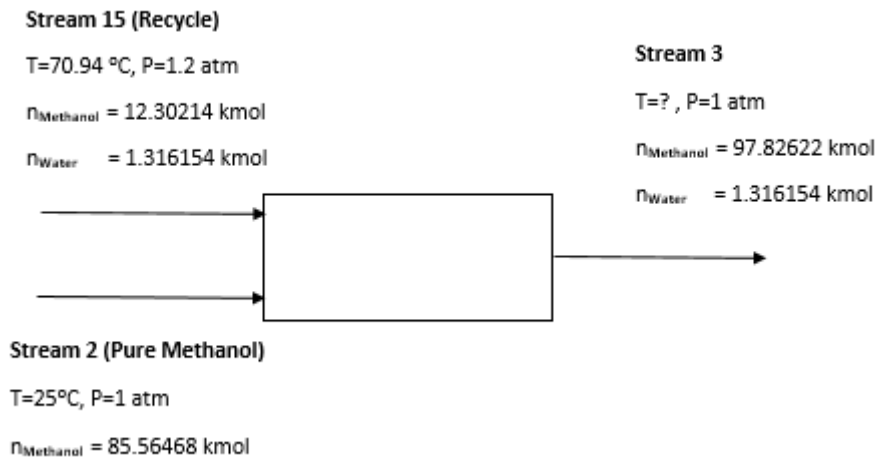 Stream 15 (Recycle)
T=70.94 ºC, P=1.2 atm
nMethanol = 12.30214 kmol
nWater = 1.316154 kmol
Stream 3
T=? , P=1 atm
nMethanol = 97.82622 kmol
nWater = 1.316154 kmol
Stream 2 (Pure Methanol)
T=25ºC, P=1 atm
nMethanol = 85.56468 kmol